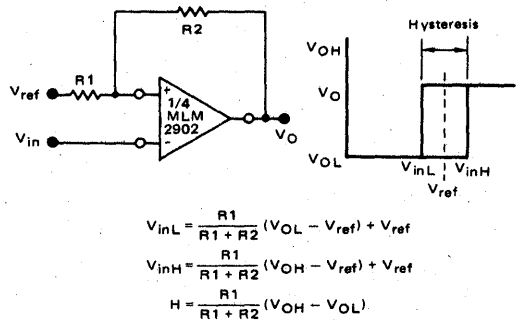 R2
Hysteresis
VOH
R1
Vref
+
1/4
MLM
2902
VO
Vin
-
VO
VOL
VinL
VinH
Vref
VinL = R1 / (R1 + R2) (VOL − Vref) + Vref
VinH = R1 / (R1 + R2) (VOH − Vref) + Vref
H = R1 / (R1 + R2) (VOH − VOL)